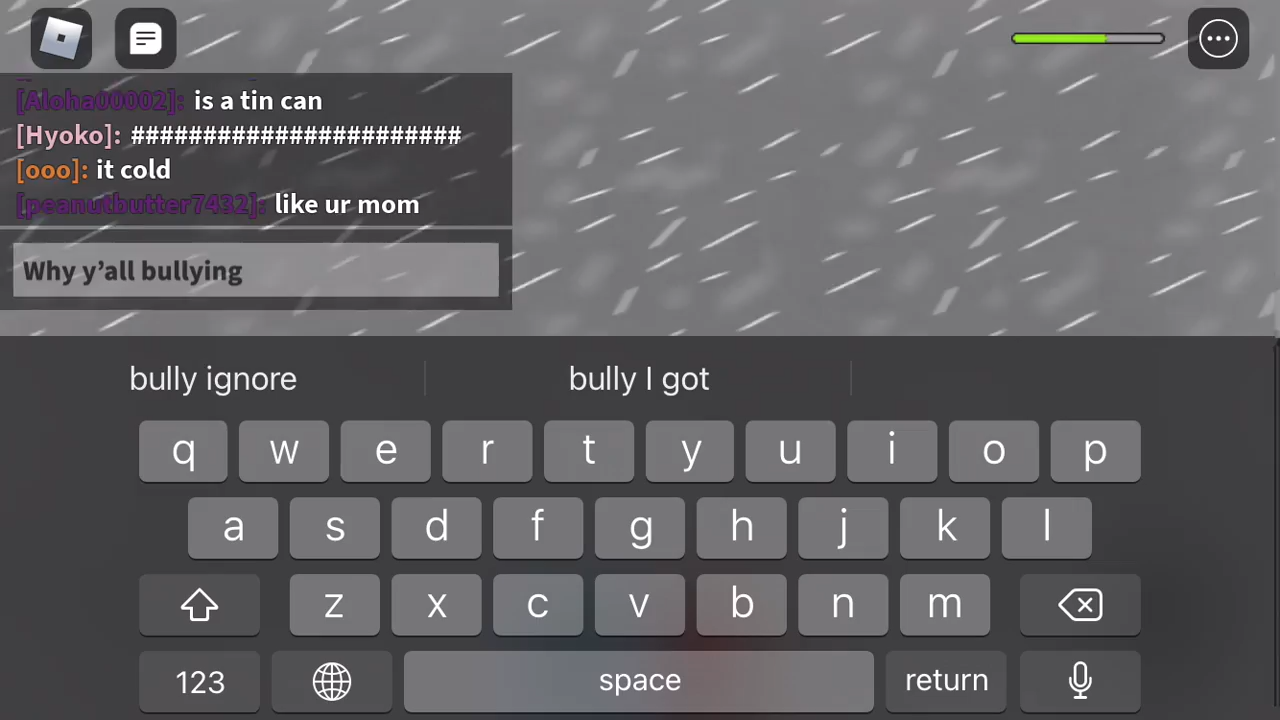 [Aloha00002]: is a tin can
[Hyoko]: #######################
[ooo]: it cold
[peanutbutter7432]: like ur mom
Why y’all bullying
bully ignore bully I got
q w e r t y u i o p
a s d f g h j k l
z x c v b n m
123 space return